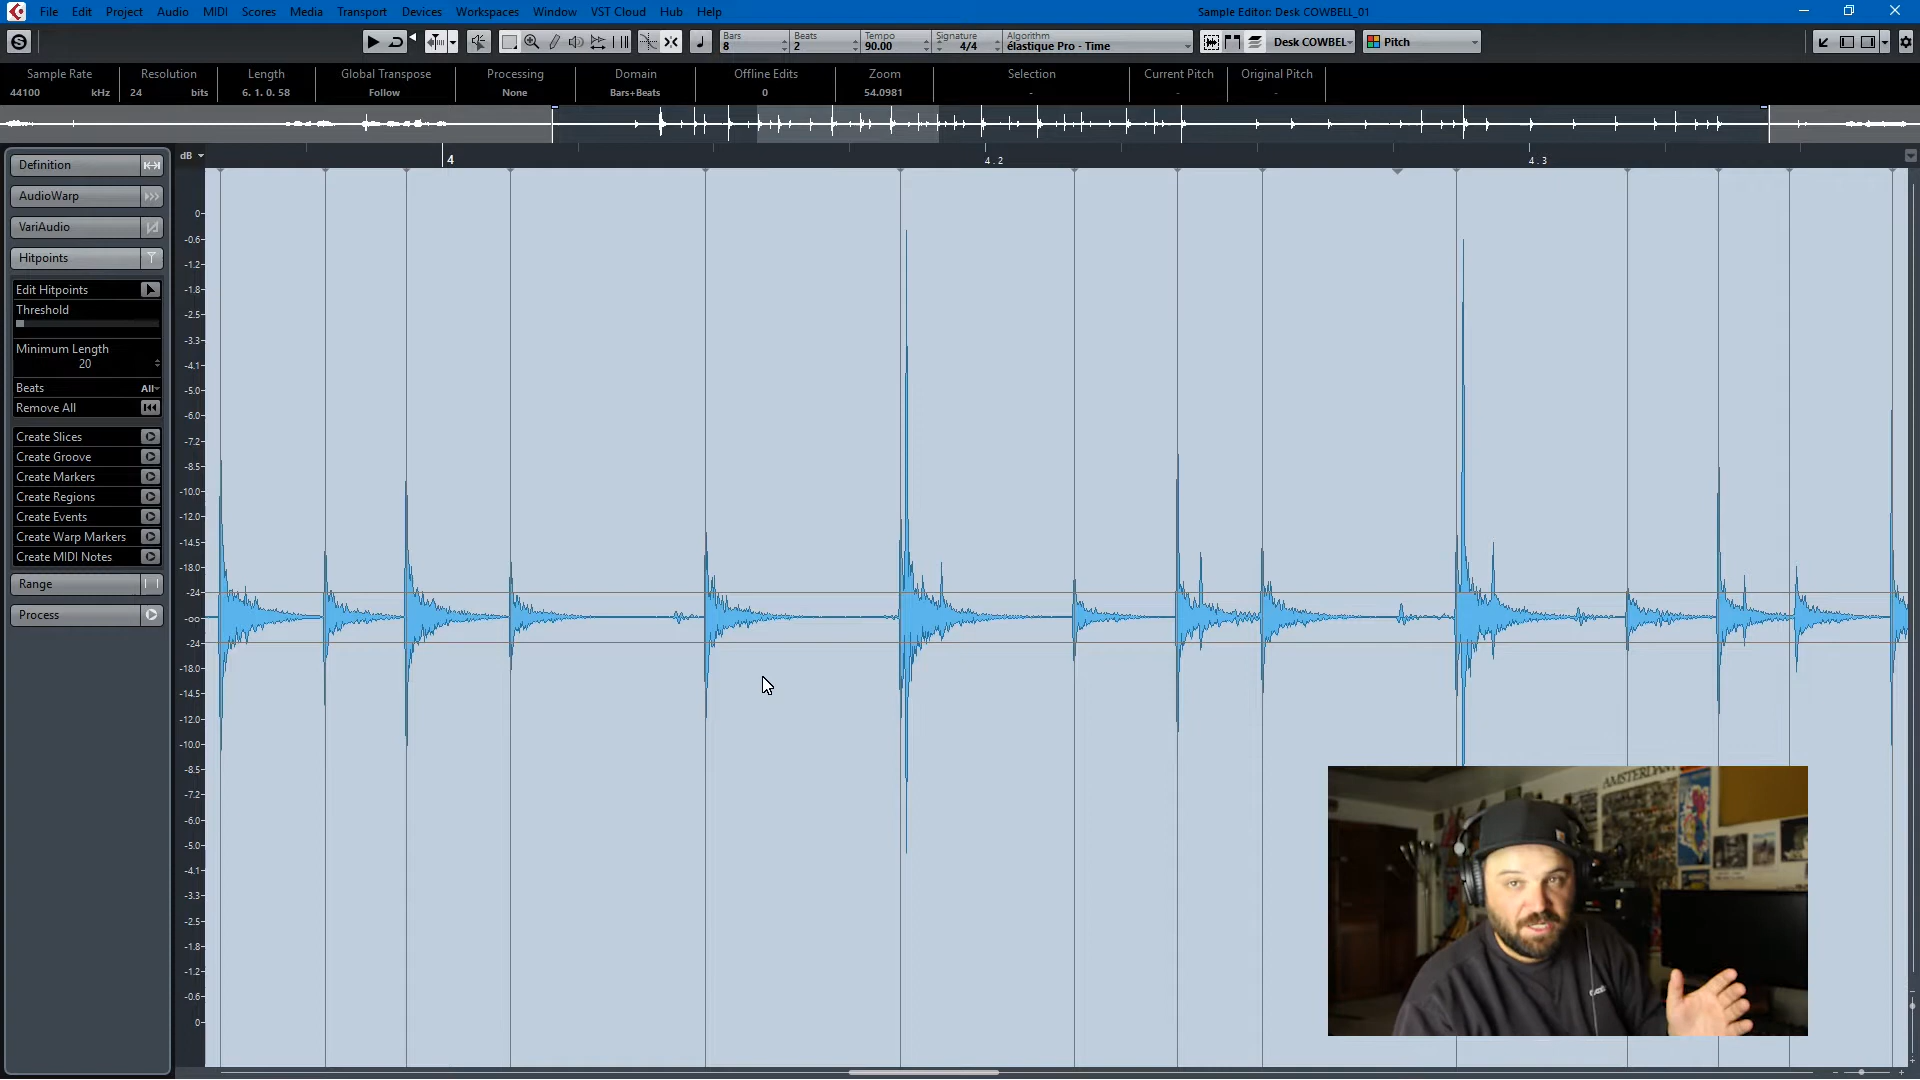 File Edit Project Audio MIDI Scores Media Transport Devices Workspaces Window VST Cloud Hub Help
Sample Editor: Desk COWBELL_01
Bars 8
Beats 2
Tempo 90.00
Signature 4/4
Algorithm
élastique Pro - Time
Desk COWBEL
Pitch
Sample Rate Resolution Length Global Transpose Processing Domain Offline Edits Zoom Selection Current Pitch Original Pitch
44100 kHz 24 bits 6. 1. 0. 58 Follow None Bars+Beats 0 54.0981 - - -
dB 4 4.2 4.3
Definition
AudioWarp
VariAudio
Hitpoints
Edit Hitpoints
Threshold
Minimum Length
20
Beats All
Remove All
Create Slices
Create Groove
Create Markers
Create Regions
Create Events
Create Warp Markers
Create MIDI Notes
Range
Process
0
-0.6
-1.2
-1.8
-2.5
-3.3
-4.1
-5.0
-6.0
-7.2
-8.5
-10.0
-12.0
-14.5
-18.0
-24
-oo
-24
-18.0
-14.5
-12.0
-10.0
-8.5
-7.2
-6.0
-5.0
-4.1
-3.3
-2.5
-1.8
-1.2
-0.6
0
AMSTERDAM